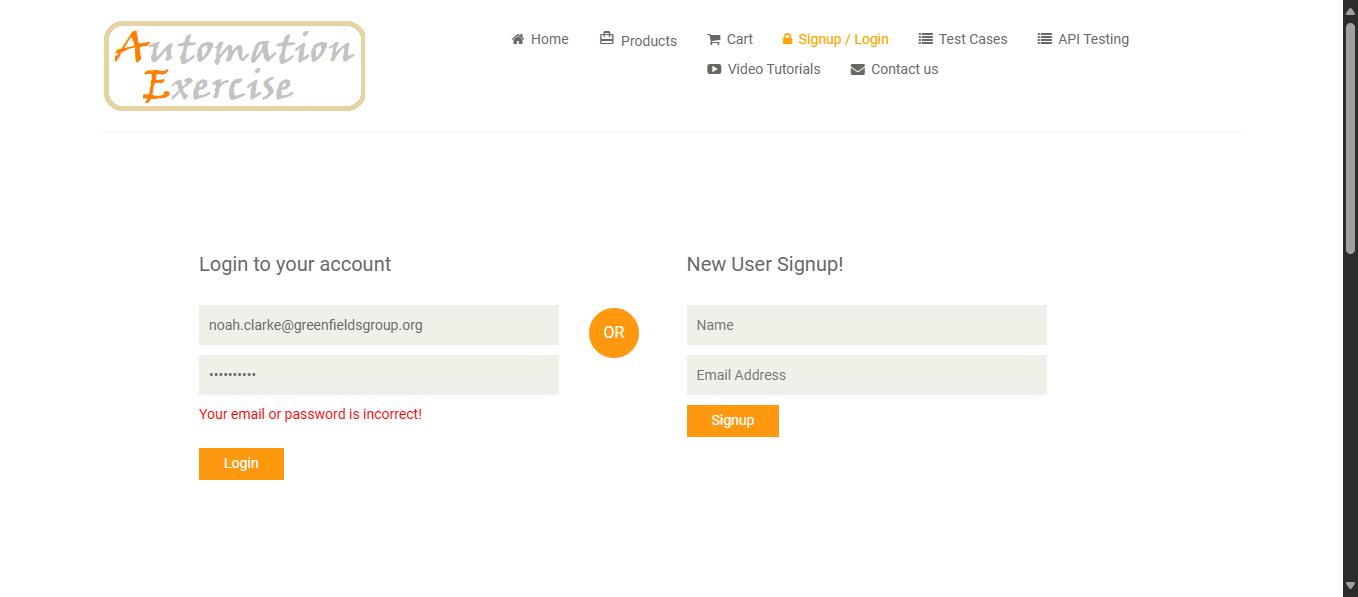 Automation
Exercise
Home
Products
Cart
Signup / Login
Test Cases
API Testing
Video Tutorials
Contact us
Login to your account
noah.clarke@greenfieldsgroup.org
••••••••••
Your email or password is incorrect!
Login
OR
New User Signup!
Name
Email Address
Signup